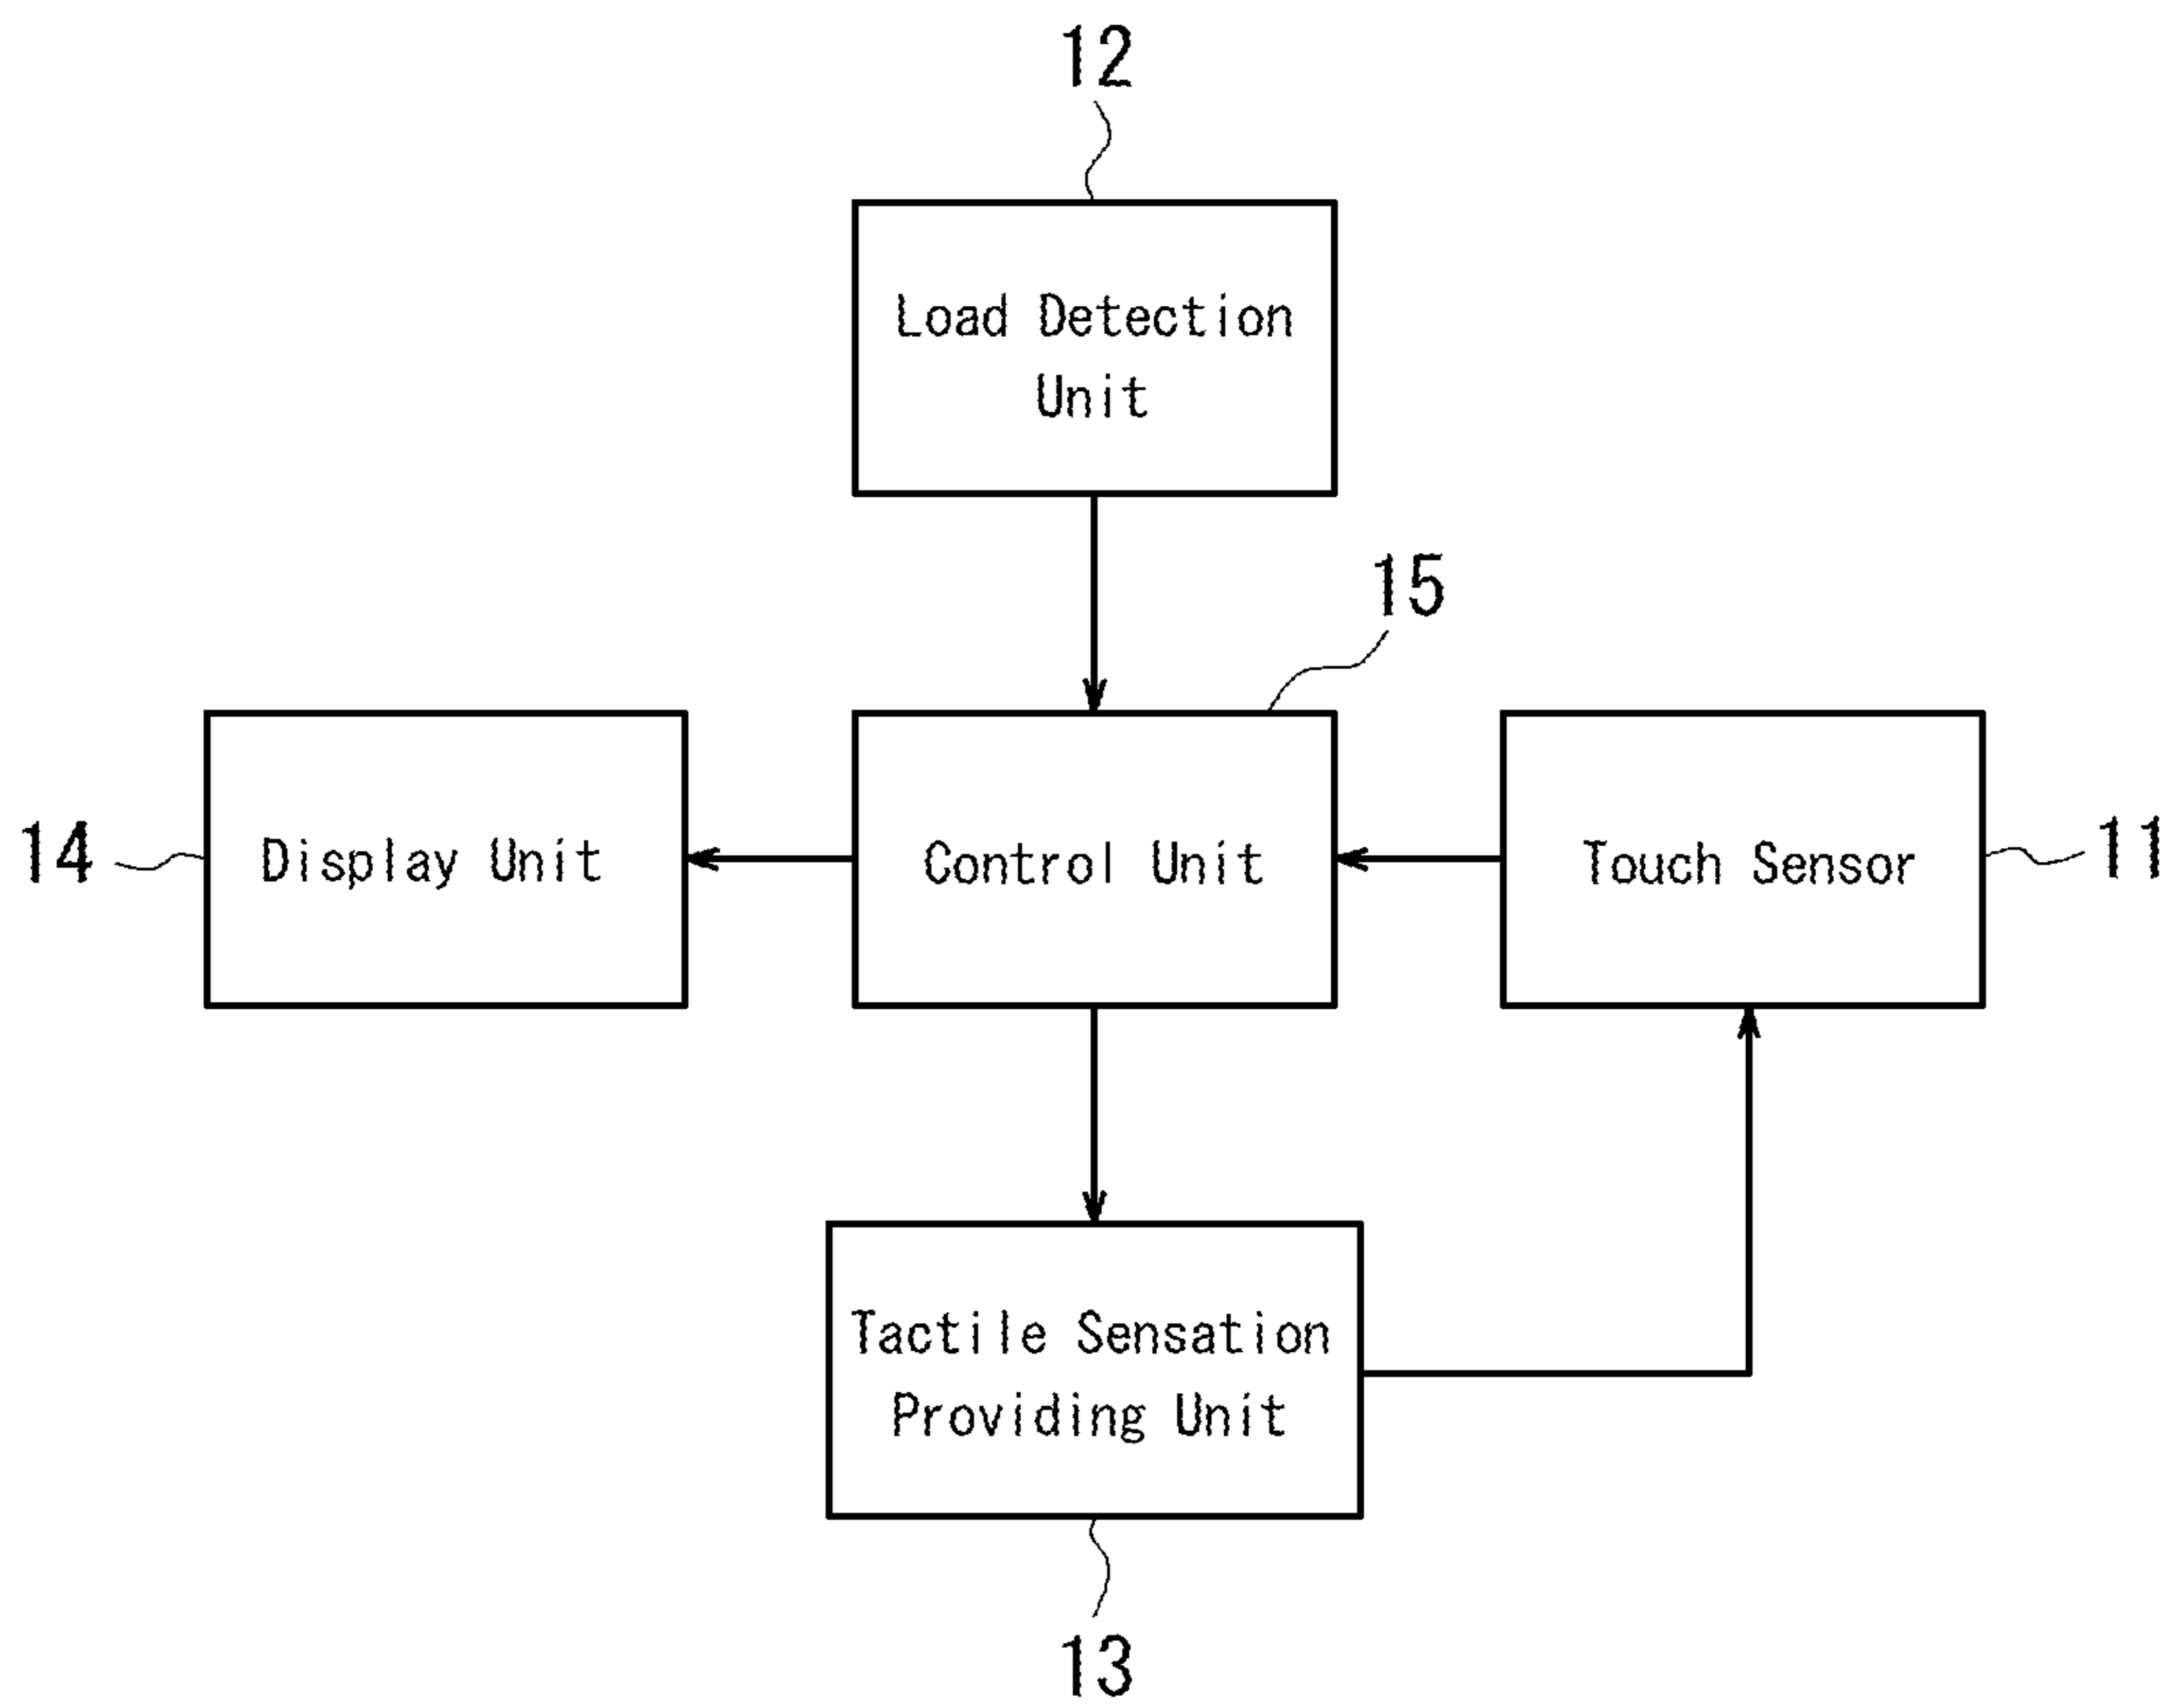 12
Load Detection
Unit
15
14
Display Unit
Control Unit
Touch Sensor
11
Tactile Sensation
Providing Unit
13